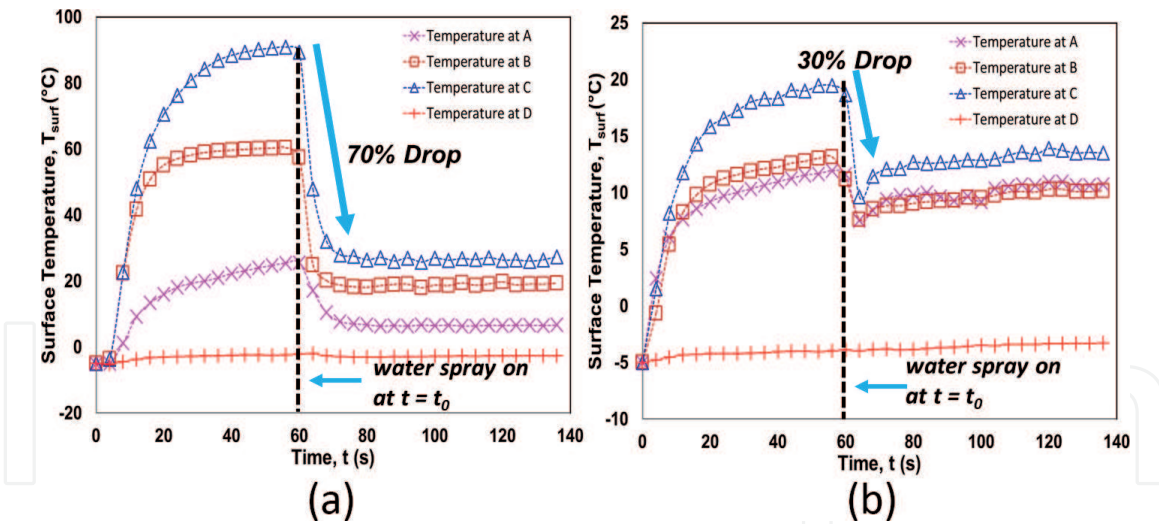 Surface Temperature, T_surf (°C)
100
80
60
40
20
0
-20
Temperature at A
Temperature at B
Temperature at C
Temperature at D
70% Drop
water spray on
at t = t₀
0 20 40 60 80 100 120 140
Time, t (s)
(a)
Surface Temperature, T_surf (°C)
25
20
15
10
5
0
-5
-10
Temperature at A
Temperature at B
Temperature at C
Temperature at D
30% Drop
water spray on
at t = t₀
0 20 40 60 80 100 120 140
Time, t (s)
(b)